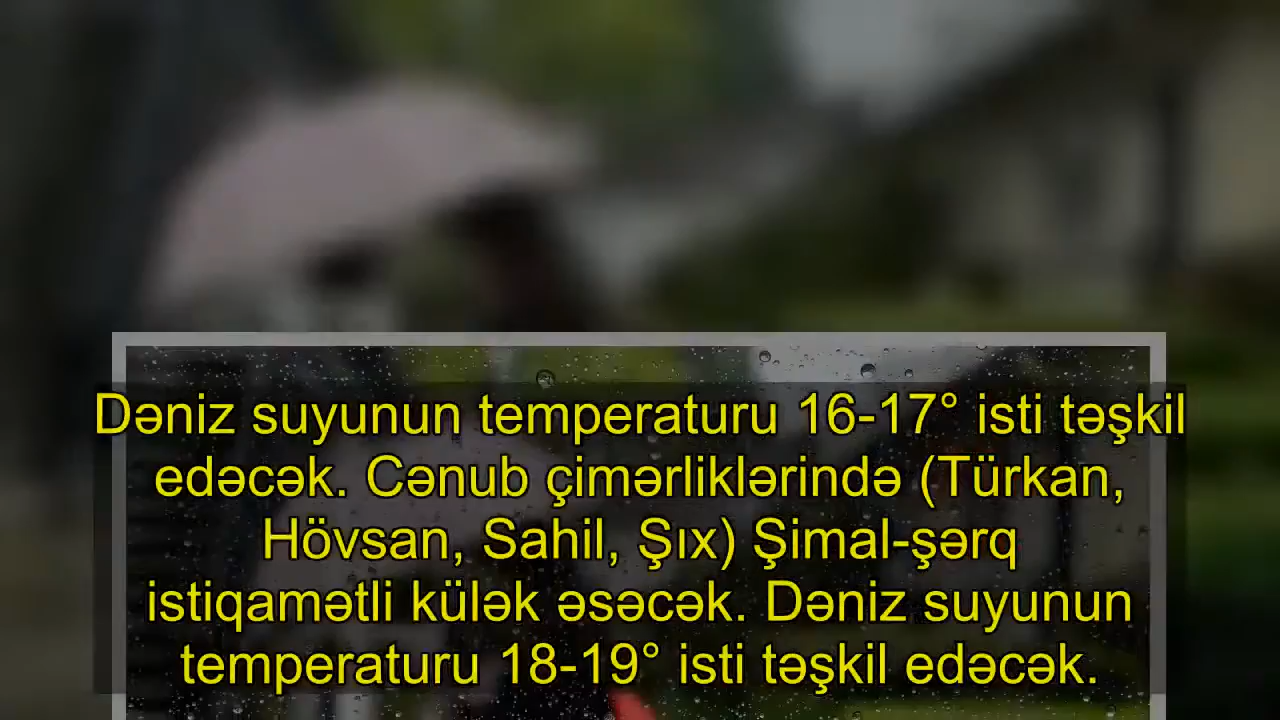 Dəniz suyunun temperaturu 16-17° isti təşkil
edəcək. Cənub çimərliklərində (Türkan,
Hövsan, Sahil, Şıx) Şimal-şərq
istiqamətli külək əsəcək. Dəniz suyunun
temperaturu 18-19° isti təşkil edəcək.